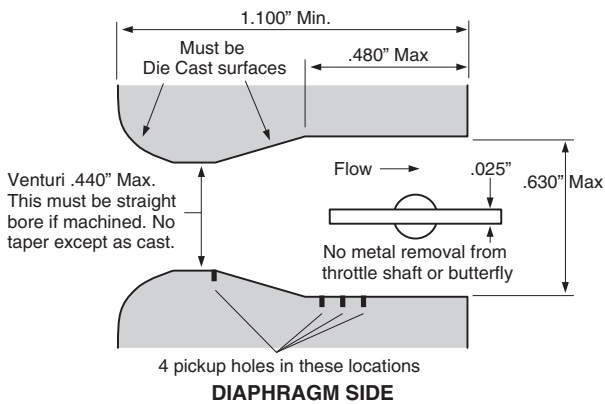 1.100” Min.
Must be
Die Cast surfaces
.480” Max
Venturi .440” Max.
This must be straight
bore if machined. No
taper except as cast.
Flow
.025”
.630” Max
No metal removal from
throttle shaft or butterfly
4 pickup holes in these locations
DIAPHRAGM SIDE